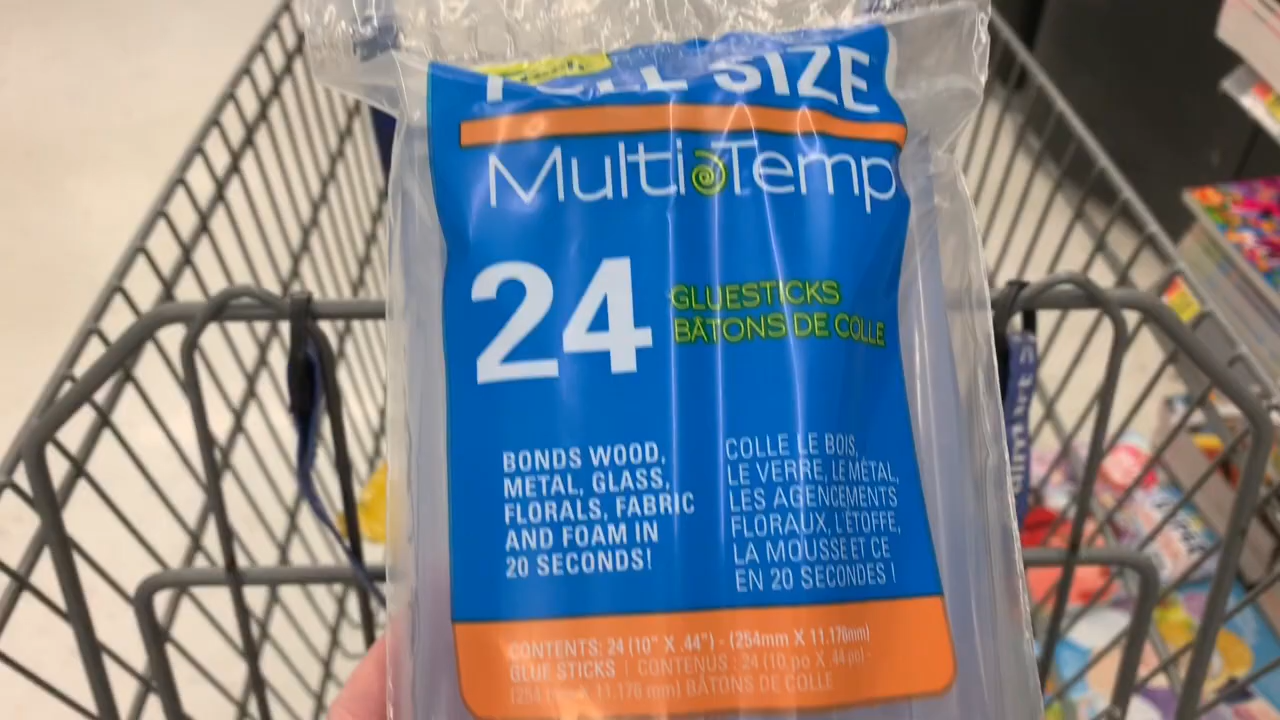 SIZE
Multi Temp
24
GLUESTICKS
BÂTONS DE COLLE
BONDS WOOD,
METAL, GLASS,
FLORALS, FABRIC
AND FOAM IN
20 SECONDS!
COLLE LE BOIS,
LE VERRE, LE MÉTAL,
LES AGENCEMENTS
FLORAUX, L'ÉTOFFE,
LA MOUSSE ET CE
EN 20 SECONDES !
CONTENTS: 24 (10" X .44") - (254mm X 11.176mm)
GLUE STICKS | CONTENUS : 24 (10 po X .44 po) -
11.176 mm) BÂTONS DE COLLE